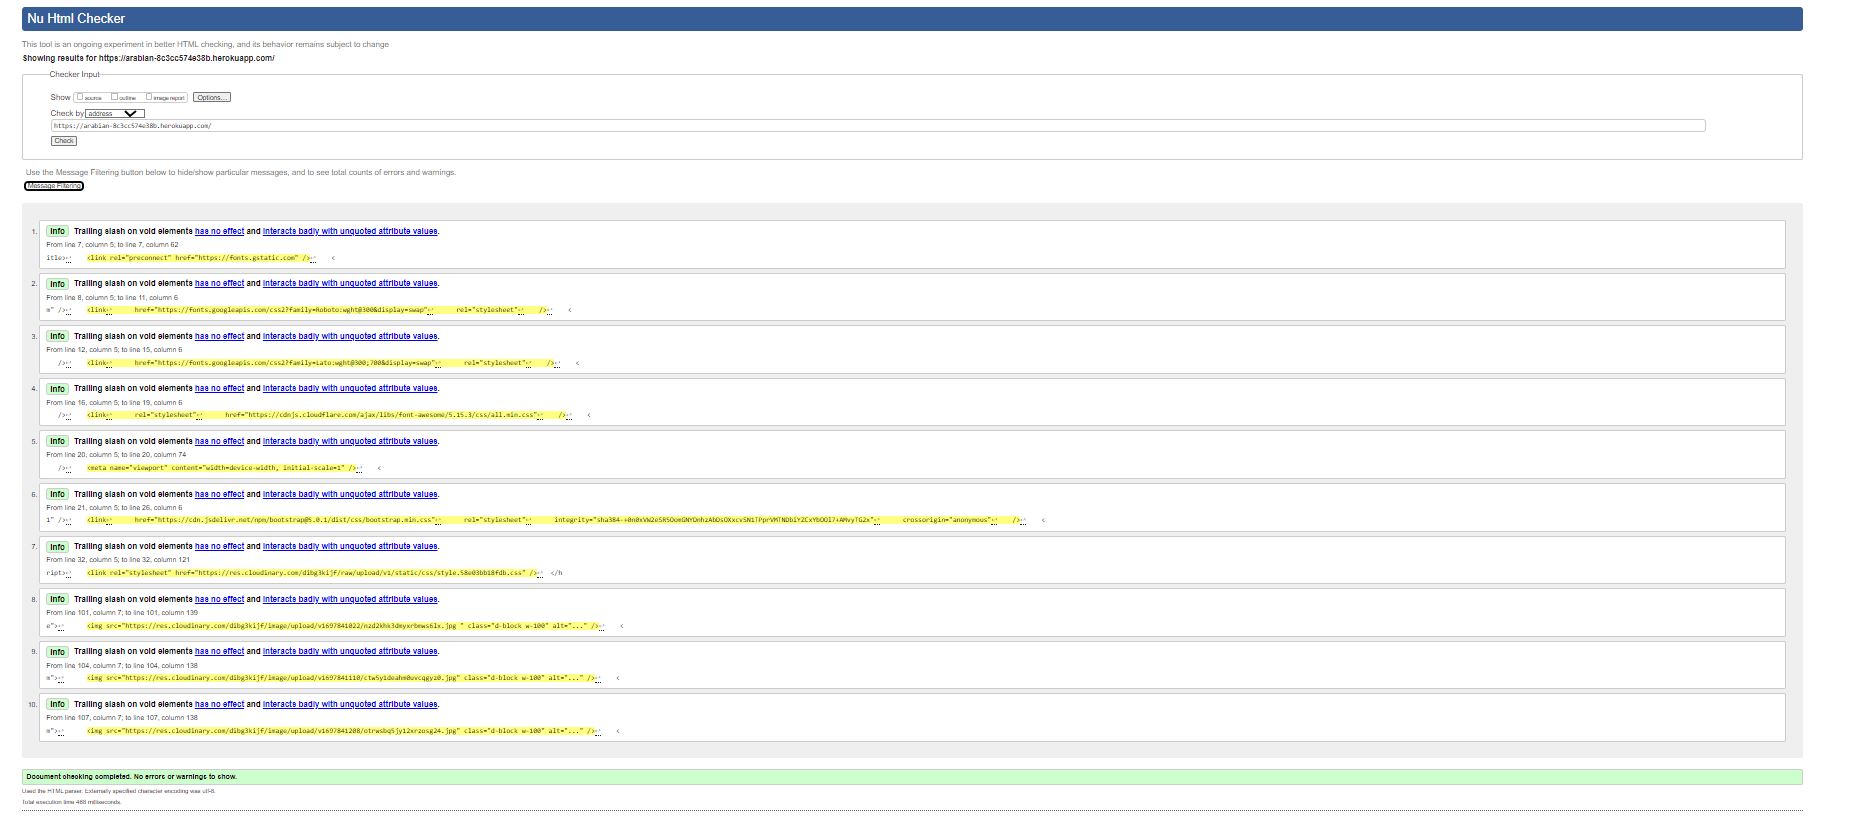 Nu Html Checker
This tool is an ongoing experiment in better HTML checking, and its behavior remains subject to change
Showing results for https://arabian-8c3cc574e38b.herokuapp.com/
Checker Input
Show source outline image report Options...
Check by address
https://arabian-8c3cc574e38b.herokuapp.com/
Check
Use the Message Filtering button below to hide/show particular messages, and to see total counts of errors and warnings.
Message Filtering
1. Info Trailing slash on void elements has no effect and interacts badly with unquoted attribute values.
From line 7, column 5; to line 7, column 62
itle>↩ <link rel="preconnect" href="https://fonts.gstatic.com" />↩ <
2. Info Trailing slash on void elements has no effect and interacts badly with unquoted attribute values.
From line 8, column 5; to line 11, column 6
m" />↩ <link↩ href="https://fonts.googleapis.com/css2?family=Roboto:wght@300&display=swap"↩ rel="stylesheet"↩ />↩ <
3. Info Trailing slash on void elements has no effect and interacts badly with unquoted attribute values.
From line 12, column 5; to line 15, column 6
/>↩ <link↩ href="https://fonts.googleapis.com/css2?family=Lato:wght@300;700&display=swap"↩ rel="stylesheet"↩ />↩ <
4. Info Trailing slash on void elements has no effect and interacts badly with unquoted attribute values.
From line 16, column 5; to line 19, column 6
/>↩ <link↩ rel="stylesheet"↩ href="https://cdnjs.cloudflare.com/ajax/libs/font-awesome/5.15.3/css/all.min.css"↩ />↩ <
5. Info Trailing slash on void elements has no effect and interacts badly with unquoted attribute values.
From line 20, column 5; to line 20, column 74
/>↩ <meta name="viewport" content="width=device-width, initial-scale=1" />↩ <
6. Info Trailing slash on void elements has no effect and interacts badly with unquoted attribute values.
From line 21, column 5; to line 26, column 6
1" />↩ <link↩ href="https://cdn.jsdelivr.net/npm/bootstrap@5.0.1/dist/css/bootstrap.min.css"↩ rel="stylesheet"↩ crossorigin="anonymous"↩ />↩ <
7. Info Trailing slash on void elements has no effect and interacts badly with unquoted attribute values.
From line 32, column 5; to line 32, column 121
ript>↩ <link rel="stylesheet" href="https://res.cloudinary.com/dibg3kijf/raw/upload/v1/static/css/style.58e03bb18fdb.css" />↩ </h
8. Info Trailing slash on void elements has no effect and interacts badly with unquoted attribute values.
From line 101, column 7; to line 101, column 139
e">↩ <img src="https://res.cloudinary.com/dibg3kijf/image/upload/v1697841022/nzd2khk3dmyxrbmws6lx.jpg " class="d-block w-100" alt="..." />↩ <
9. Info Trailing slash on void elements has no effect and interacts badly with unquoted attribute values.
From line 104, column 7; to line 104, column 138
m">↩ <img src="https://res.cloudinary.com/dibg3kijf/image/upload/v1697841110/ctw5yideahm0uvcqgyz0.jpg" class="d-block w-100" alt="..." />↩ <
10. Info Trailing slash on void elements has no effect and interacts badly with unquoted attribute values.
From line 107, column 7; to line 107, column 138
m">↩ <img src="https://res.cloudinary.com/dibg3kijf/image/upload/v1697841208/otrwsbq5jy12xrzosg24.jpg" class="d-block w-100" alt="..." />↩ <
Document checking completed. No errors or warnings to show.
Used the HTML parser. Externally specified character encoding was utf-8.
Total execution time 468 milliseconds.